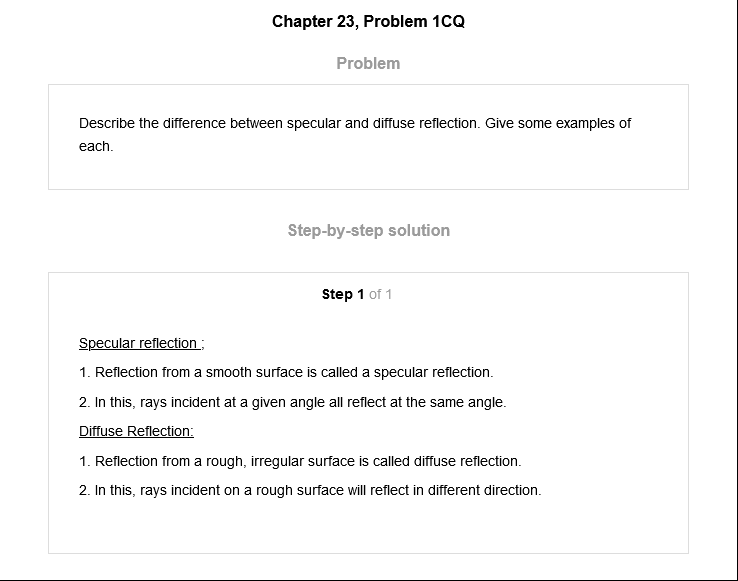 Chapter 23, Problem 1CQ
Problem
Describe the difference between specular and diffuse reflection. Give some examples of
each.
Step-by-step solution
Step 1 of 1
Specular reflection ;
1. Reflection from a smooth surface is called a specular reflection.
2. In this, rays incident at a given angle all reflect at the same angle.
Diffuse Reflection:
1. Reflection from a rough, irregular surface is called diffuse reflection.
2. In this, rays incident on a rough surface will reflect in different direction.